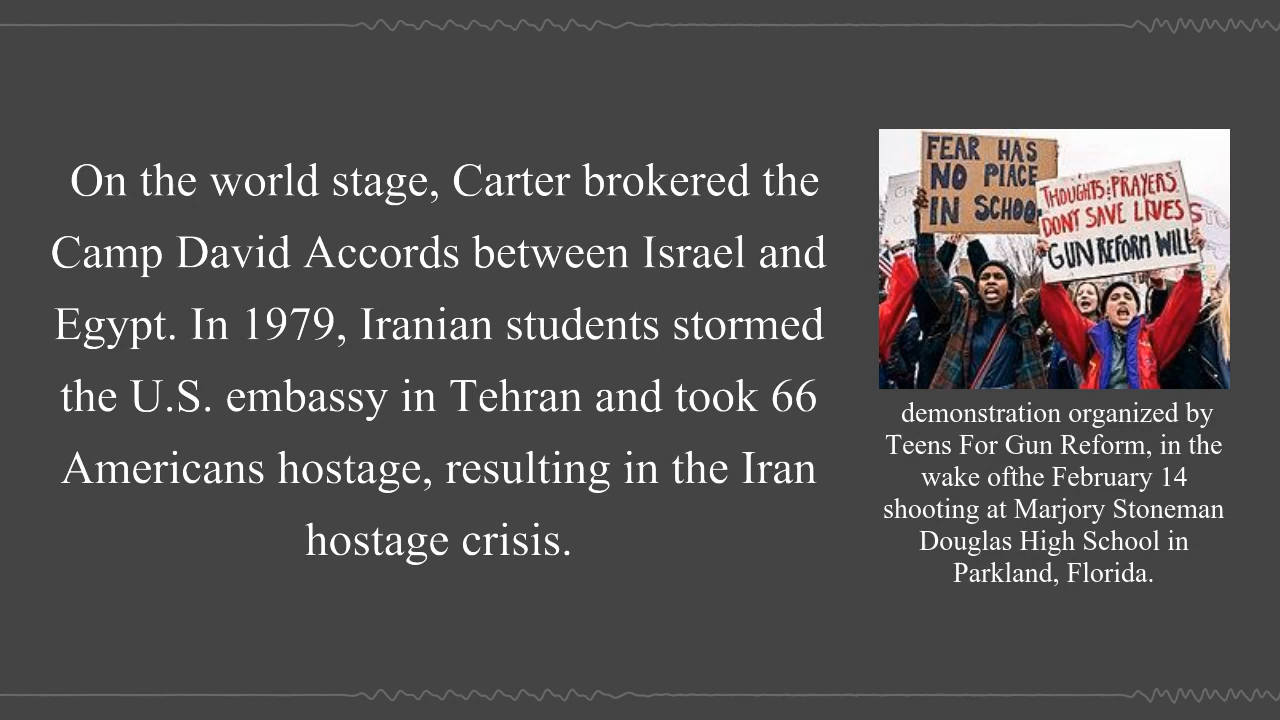 On the world stage, Carter brokered the
Camp David Accords between Israel and
Egypt. In 1979, Iranian students stormed
the U.S. embassy in Tehran and took 66
Americans hostage, resulting in the Iran
hostage crisis.
FEAR HAS
NO PLACE
IN SCHOO
THOUGHTS & PRAYERS
DON'T SAVE LIVES
GUN REFORM WILL
demonstration organized by
Teens For Gun Reform, in the
wake ofthe February 14
shooting at Marjory Stoneman
Douglas High School in
Parkland, Florida.